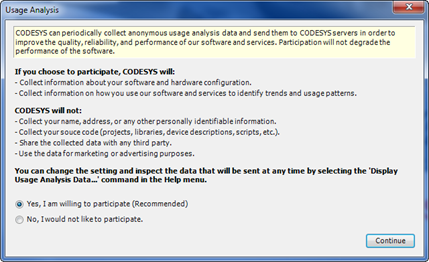 Usage Analysis
CODESYS can periodically collect anonymous usage analysis data and send them to CODESYS servers in order to
improve the quality, reliability, and performance of our software and services. Participation will not degrade the
performance of the software.
If you choose to participate, CODESYS will:
- Collect information about your software and hardware configuration.
- Collect information on how you use our software and services to identify trends and usage patterns.
CODESYS will not:
- Collect your name, address, or any other personally identifiable information.
- Collect your souce code (projects, libraries, device descriptions, scripts, etc.).
- Share the collected data with any third party.
- Use the data for marketing or advertising purposes.
You can change the setting and inspect the data that will be sent at any time by selecting the 'Display
Usage Analysis Data...' command in the Help menu.
Yes, I am willing to participate (Recommended)
No, I would not like to participate.
Continue